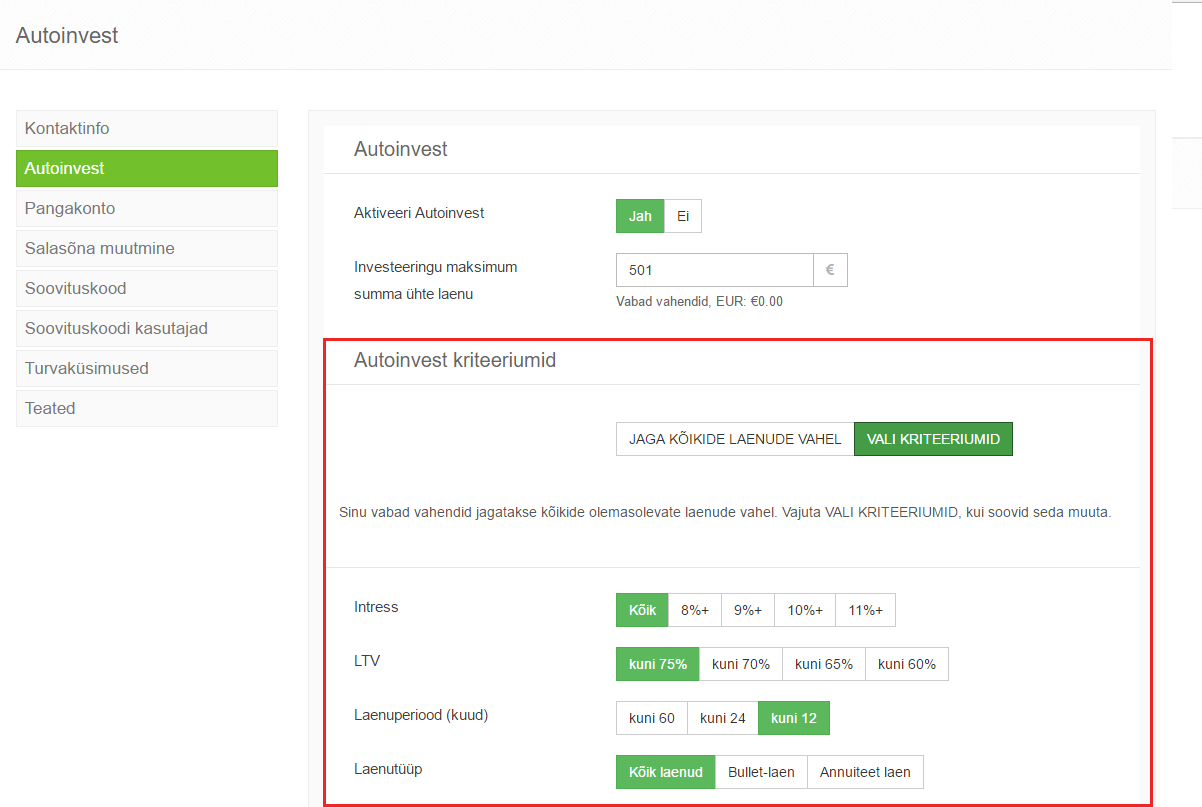 Autoinvest
Kontaktinfo
Autoinvest
Pangakonto
Salasõna muutmine
Soovituskood
Soovituskoodi kasutajad
Turvaküsimused
Teated
Autoinvest
Aktiveeri Autoinvest
Jah Ei
Investeeringu maksimum
summa ühte laenu
501 €
Vabad vahendid, EUR: €0.00
Autoinvest kriteeriumid
JAGA KÕIKIDE LAENUDE VAHEL VALI KRITEERIUMID
Sinu vabad vahendid jagatakse kõikide olemasolevate laenude vahel. Vajuta VALI KRITEERIUMID, kui soovid seda muuta.
Intress Kõik 8%+ 9%+ 10%+ 11%+
LTV kuni 75% kuni 70% kuni 65% kuni 60%
Laenuperiood (kuud) kuni 60 kuni 24 kuni 12
Laenutüüp Kõik laenud Bullet-laen Annuiteet laen